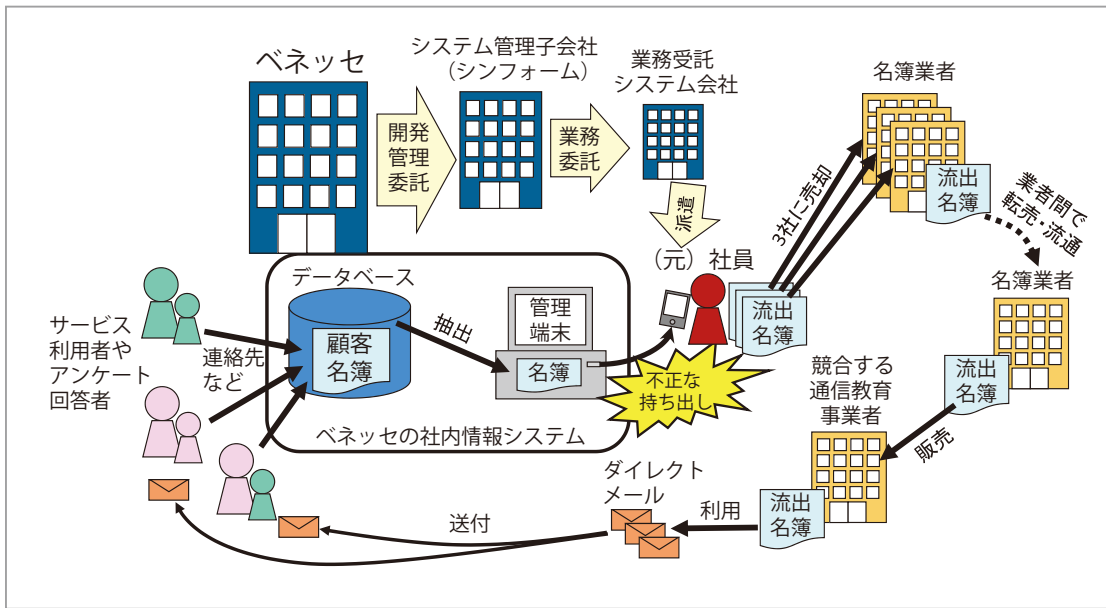 ベネッセ
システム管理子会社
（シンフォーム）
業務受託
システム会社
名簿業者
開発
管理
委託
業務
委託
派遣
3社に売却
流出
名簿
業者間で
転売・流通
名簿業者
（元）社員
流出
名簿
データベース
顧客
名簿
抽出
管理
端末
名簿
不正な
持ち出し
サービス
利用者や
アンケート
回答者
連絡先
など
ベネッセの社内情報システム
競合する
通信教育
事業者
流出
名簿
販売
流出
名簿
利用
ダイレクト
メール
送付